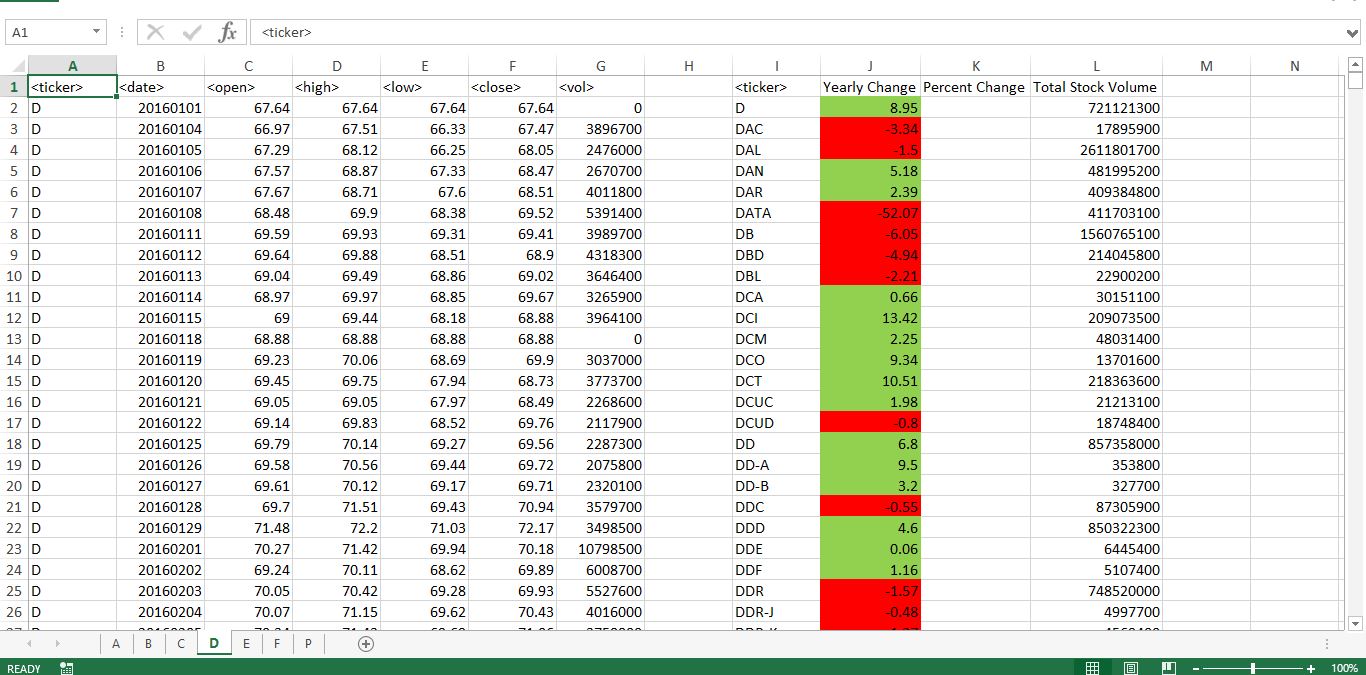 A1 fx <ticker>
A B C D E F G H I J K L M N
1 <ticker> <date> <open> <high> <low> <close> <vol> <ticker> Yearly Change Percent Change Total Stock Volume
2 D 20160101 67.64 67.64 67.64 67.64 0 D 8.95 721121300
3 D 20160104 66.97 67.51 66.33 67.47 3896700 DAC -3.34 17895900
4 D 20160105 67.29 68.12 66.25 68.05 2476000 DAL -1.5 2611801700
5 D 20160106 67.57 68.87 67.33 68.47 2670700 DAN 5.18 481995200
6 D 20160107 67.67 68.71 67.6 68.51 4011800 DAR 2.39 409384800
7 D 20160108 68.48 69.9 68.38 69.52 5391400 DATA -52.07 411703100
8 D 20160111 69.59 69.93 69.31 69.41 3989700 DB -6.05 1560765100
9 D 20160112 69.64 69.88 68.51 68.9 4318300 DBD -4.94 214045800
10 D 20160113 69.04 69.49 68.86 69.02 3646400 DBL -2.21 22900200
11 D 20160114 68.97 69.97 68.85 69.67 3265900 DCA 0.66 30151100
12 D 20160115 69 69.44 68.18 68.88 3964100 DCI 13.42 209073500
13 D 20160118 68.88 68.88 68.88 68.88 0 DCM 2.25 48031400
14 D 20160119 69.23 70.06 68.69 69.9 3037000 DCO 9.34 13701600
15 D 20160120 69.45 69.75 67.94 68.73 3773700 DCT 10.51 218363600
16 D 20160121 69.05 69.05 67.97 68.49 2268600 DCUC 1.98 21213100
17 D 20160122 69.14 69.83 68.52 69.76 2117900 DCUD -0.8 18748400
18 D 20160125 69.79 70.14 69.27 69.56 2287300 DD 6.8 857358000
19 D 20160126 69.58 70.56 69.44 69.72 2075800 DD-A 9.5 353800
20 D 20160127 69.61 70.12 69.17 69.71 2320100 DD-B 3.2 327700
21 D 20160128 69.7 71.51 69.43 70.94 3579700 DDC -0.55 87305900
22 D 20160129 71.48 72.2 71.03 72.17 3498500 DDD 4.6 850322300
23 D 20160201 70.27 71.42 69.94 70.18 10798500 DDE 0.06 6445400
24 D 20160202 69.24 70.11 68.62 69.89 6008700 DDF 1.16 5107400
25 D 20160203 70.05 70.42 69.28 69.93 5527600 DDR -1.57 748520000
26 D 20160204 70.07 71.15 69.62 70.43 4016000 DDR-J -0.48 4997700
A B C D E F P
READY 100%